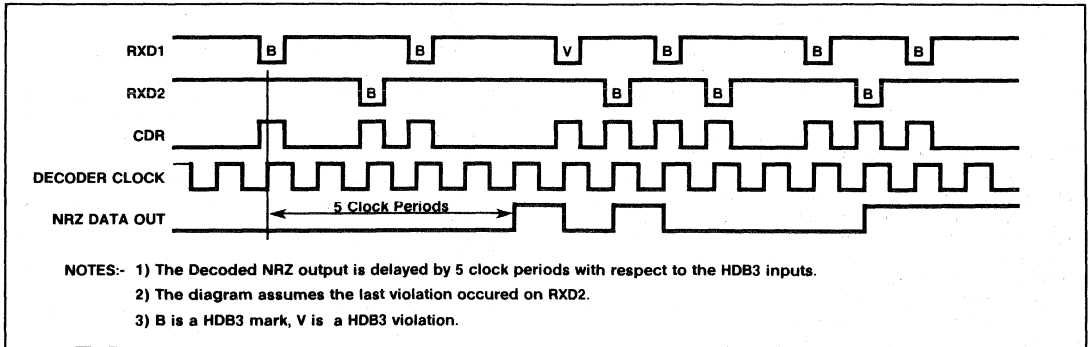 RXD1 B B V B B B
RXD2 B B B B
CDR
DECODER CLOCK
5 Clock Periods
NRZ DATA OUT
NOTES:- 1) The Decoded NRZ output is delayed by 5 clock periods with respect to the HDB3 inputs.
2) The diagram assumes the last violation occured on RXD2.
3) B is a HDB3 mark, V is a HDB3 violation.